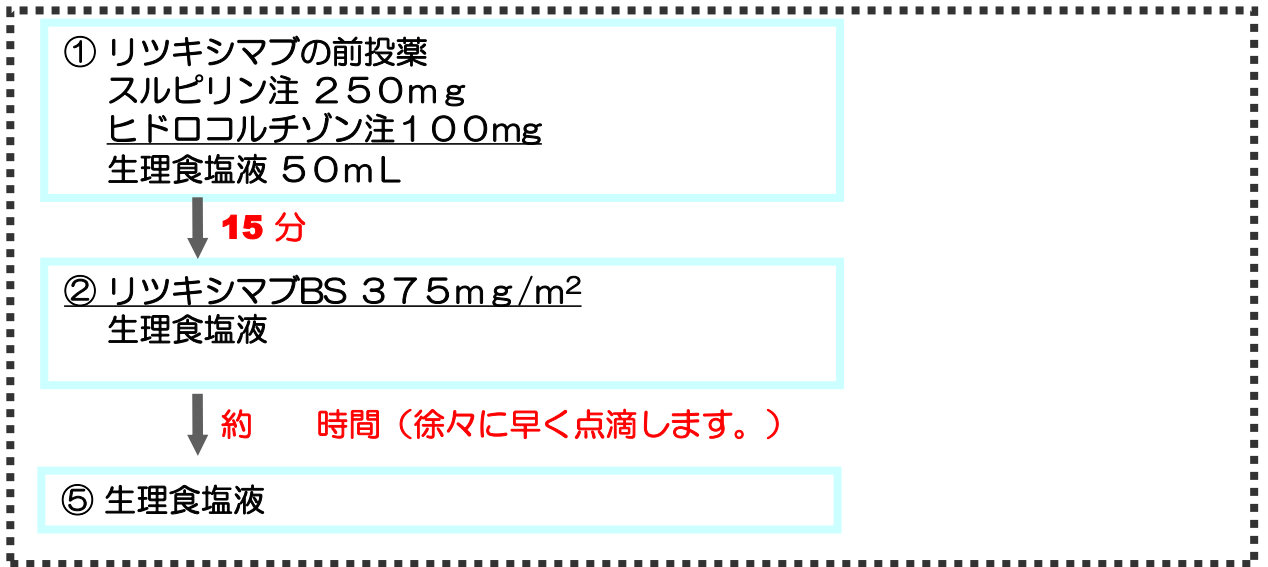 ① リツキシマブの前投薬
スルピリン注 ２５０ｍｇ
ヒドロコルチゾン注１００mg
生理食塩液 ５０ｍＬ
15 分
② リツキシマブBS ３７５ｍｇ/m²
生理食塩液
約　　時間（徐々に早く点滴します。）
⑤ 生理食塩液